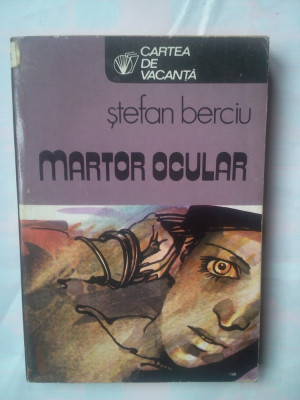 CARTEA
DE
VACANȚĂ
ștefan berciu
MARTOR OCULAR